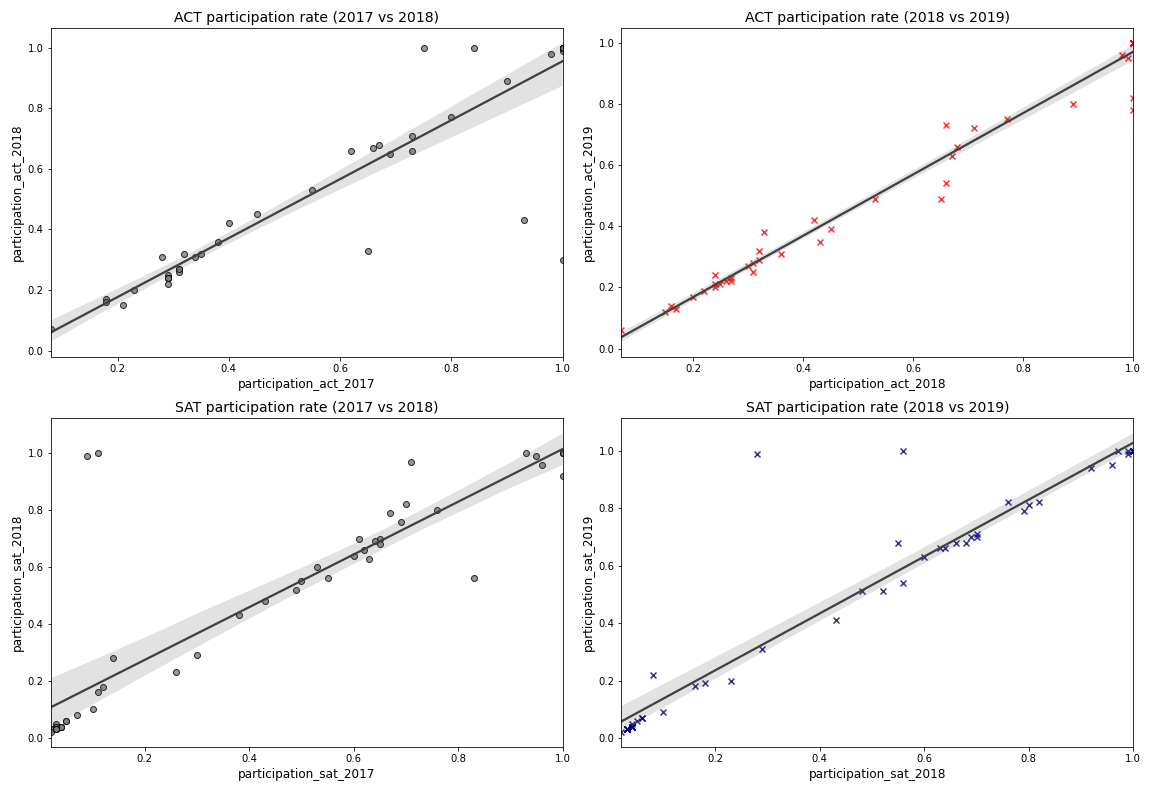 ACT participation rate (2017 vs 2018)
participation_act_2018
1.0
0.8
0.6
0.4
0.2
0.0
0.2 0.4 0.6 0.8 1.0
participation_act_2017
ACT participation rate (2018 vs 2019)
participation_act_2019
1.0
0.8
0.6
0.4
0.2
0.0
0.2 0.4 0.6 0.8 1.0
participation_act_2018
SAT participation rate (2017 vs 2018)
participation_sat_2018
1.0
0.8
0.6
0.4
0.2
0.0
0.2 0.4 0.6 0.8 1.0
participation_sat_2017
SAT participation rate (2018 vs 2019)
participation_sat_2019
1.0
0.8
0.6
0.4
0.2
0.0
0.2 0.4 0.6 0.8 1.0
participation_sat_2018